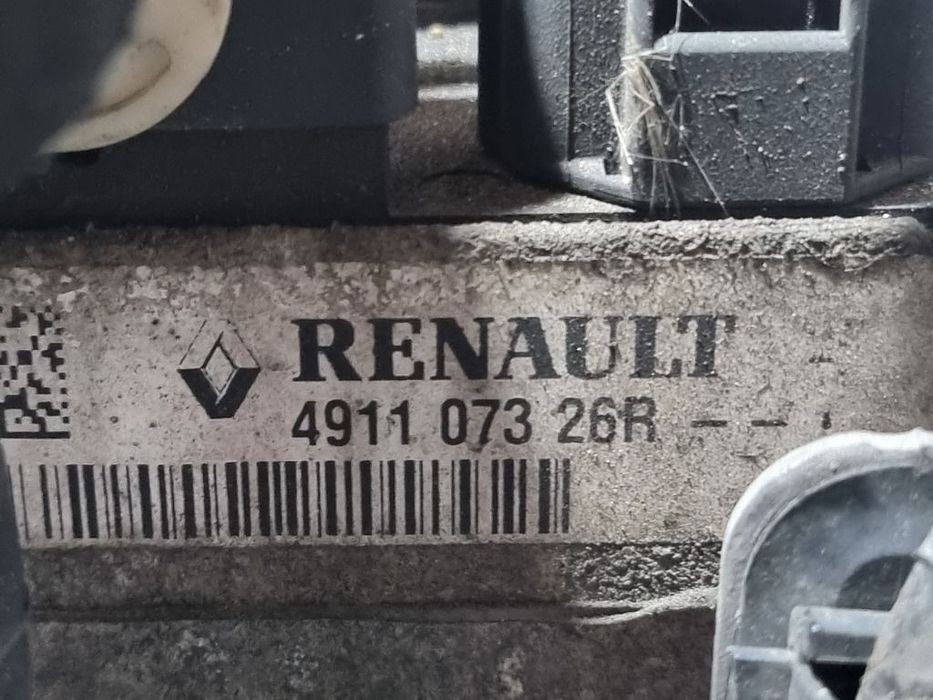 RENAULT
4911 073 26R ---